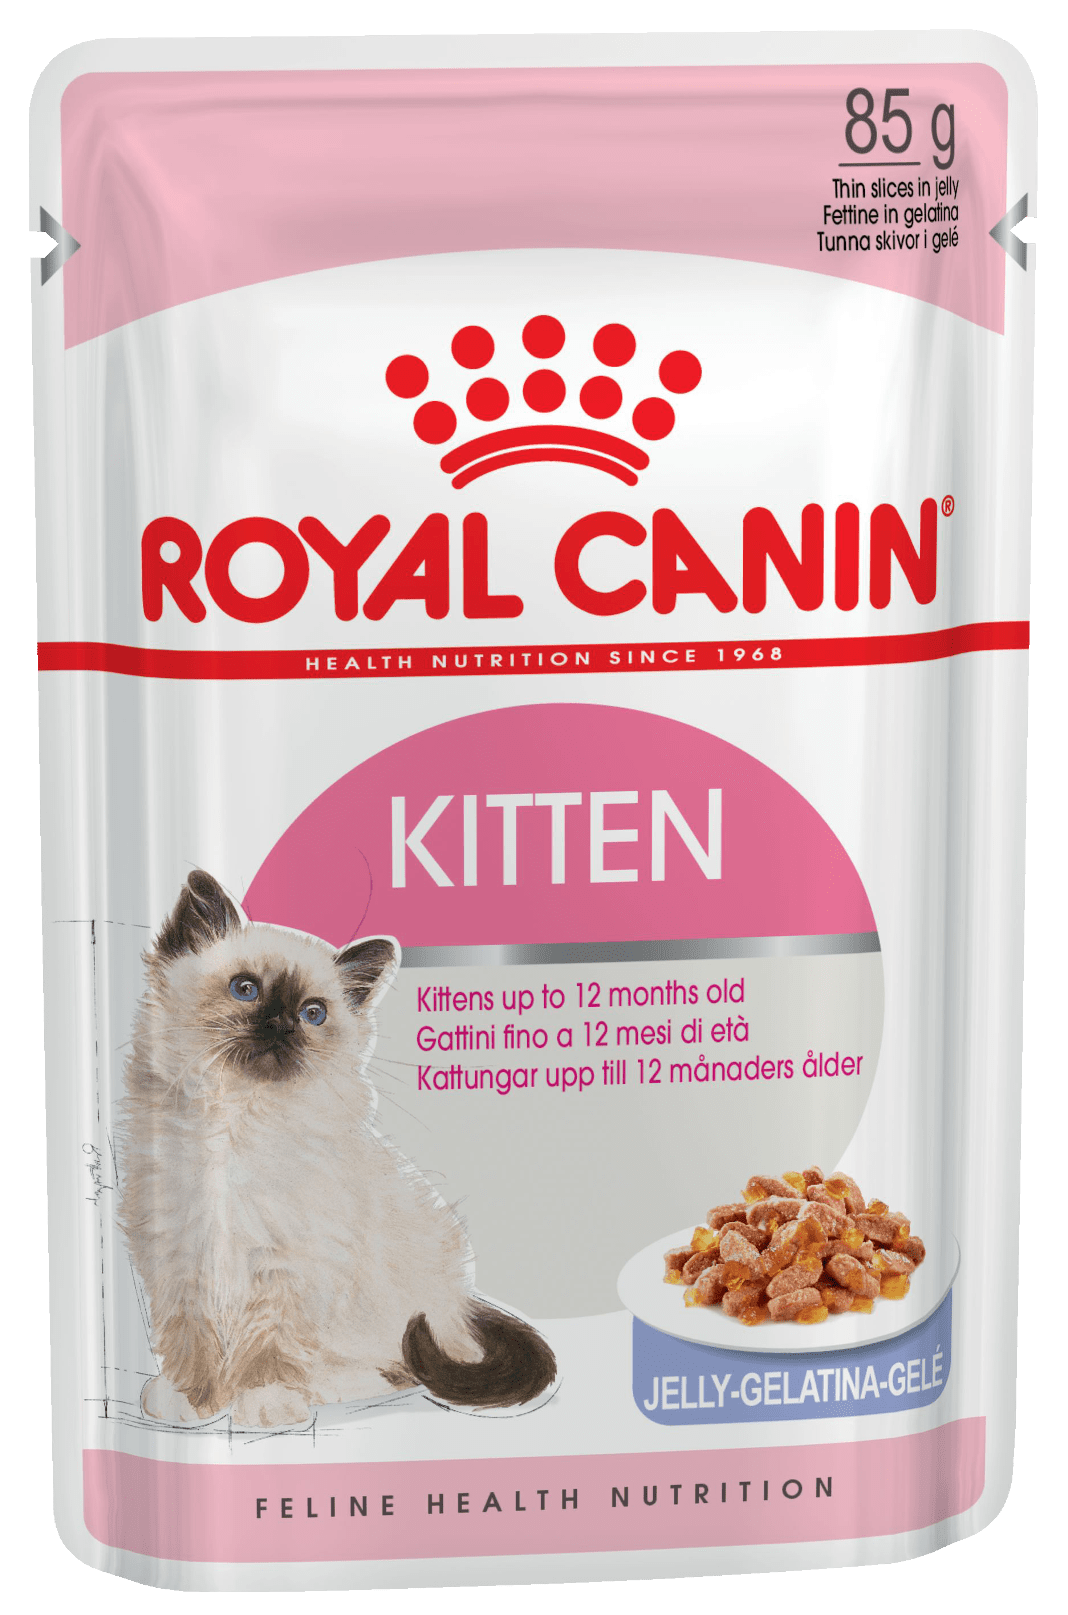 85 g
Thin slices in jelly
Fettine in gelatina
Tunna skivor i gelé
ROYAL CANIN®
HEALTH NUTRITION SINCE 1968
KITTEN
Kittens up to 12 months old
Gattini fino a 12 mesi di età
Kattungar upp till 12 månaders ålder
JELLY-GELATINA-GELÉ
FELINE HEALTH NUTRITION